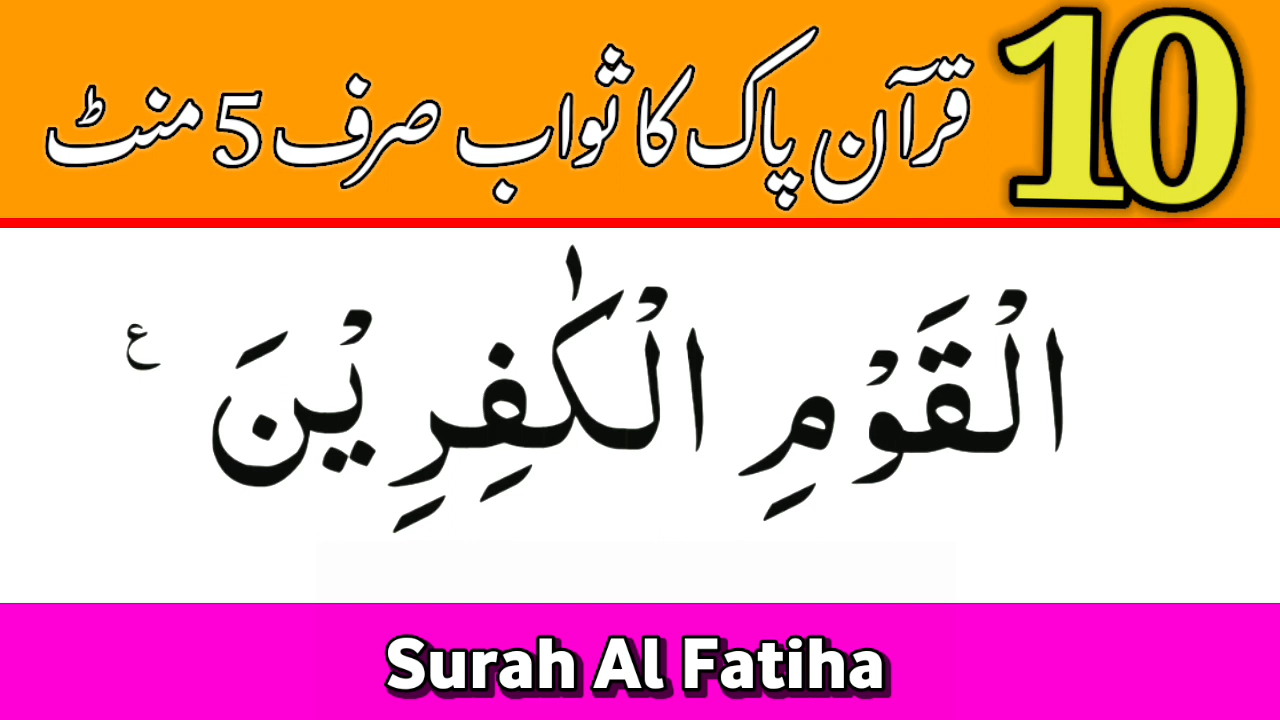 10 قرآن پاک کا ثواب صرف 5 منٹ
الْقَوْمِ الْكٰفِرِيْنَ ع
Surah Al Fatiha